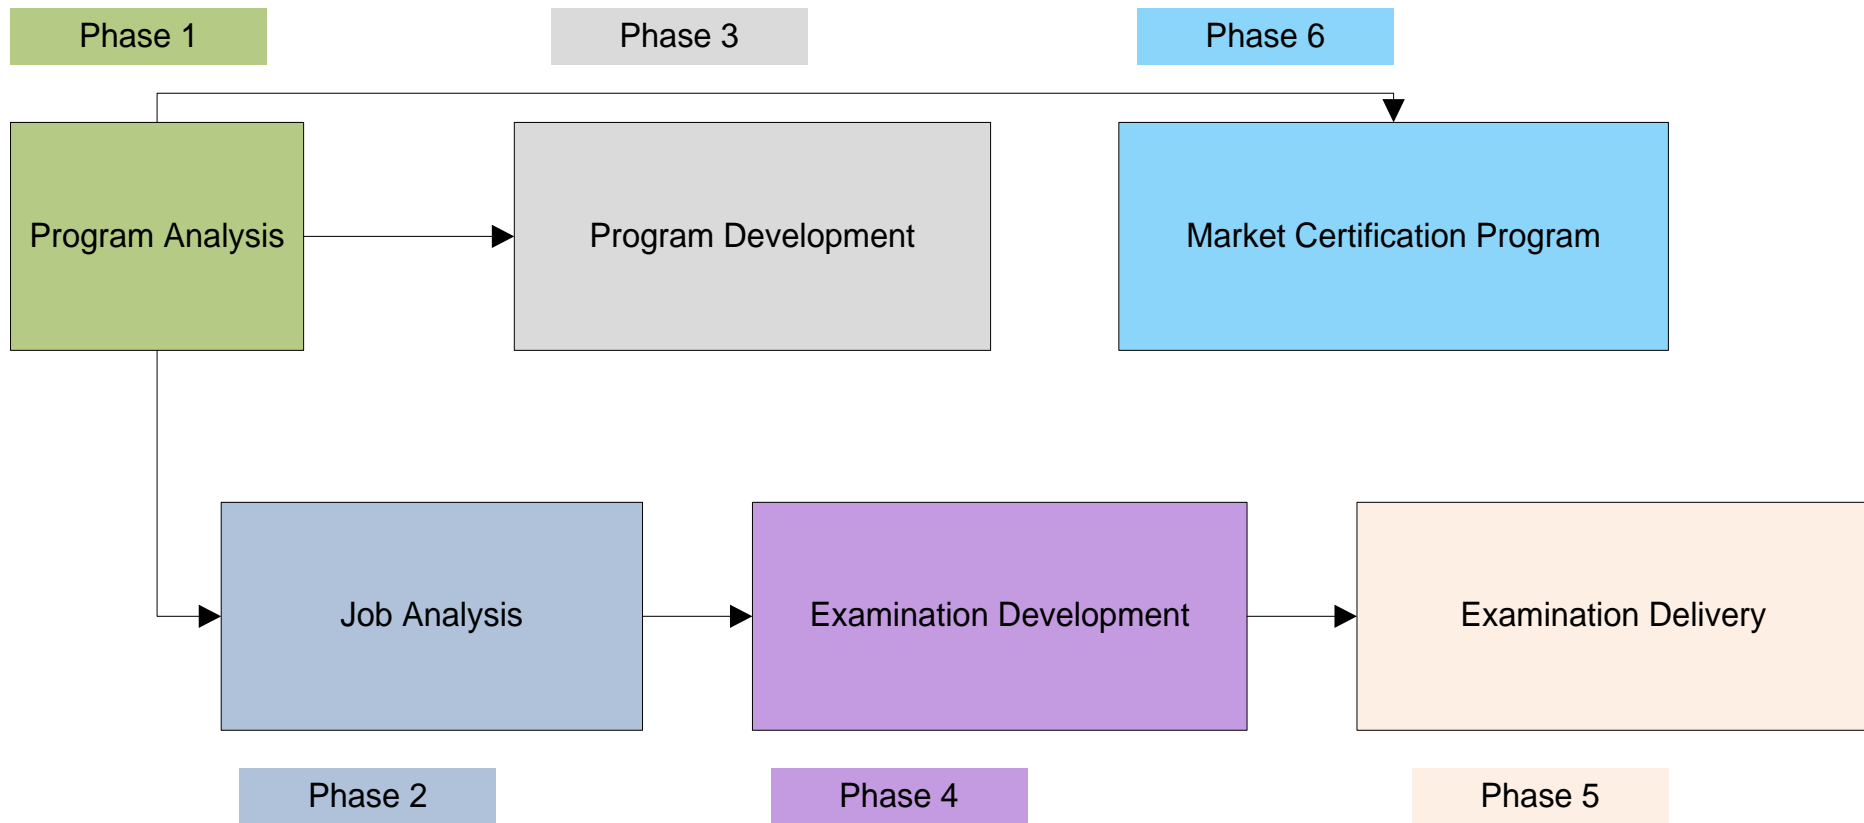 Phase 1
Phase 3
Phase 6
Program Analysis
Program Development
Market Certification Program
Job Analysis
Examination Development
Examination Delivery
Phase 2
Phase 4
Phase 5